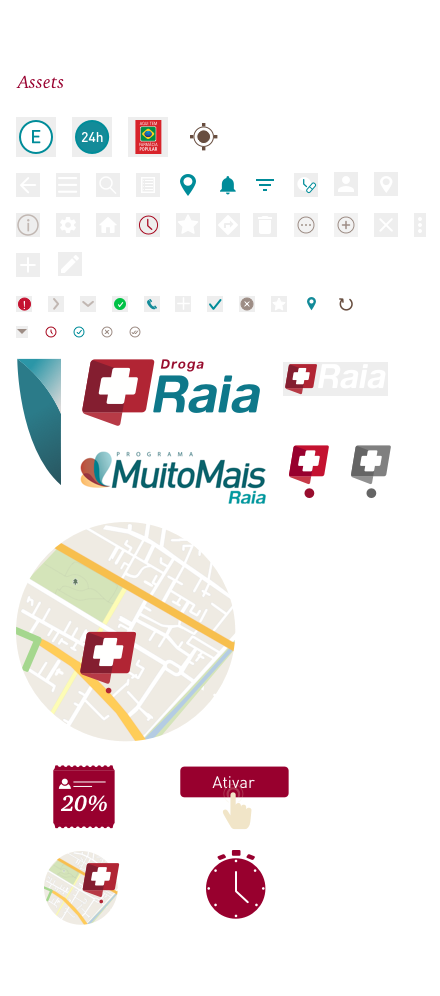 Assets
E
24h
AQUI TEM
FARMÁCIA
POPULAR
Droga
Raia
Raia
PROGRAMA
MuitoMais
Raia
20%
Ativar